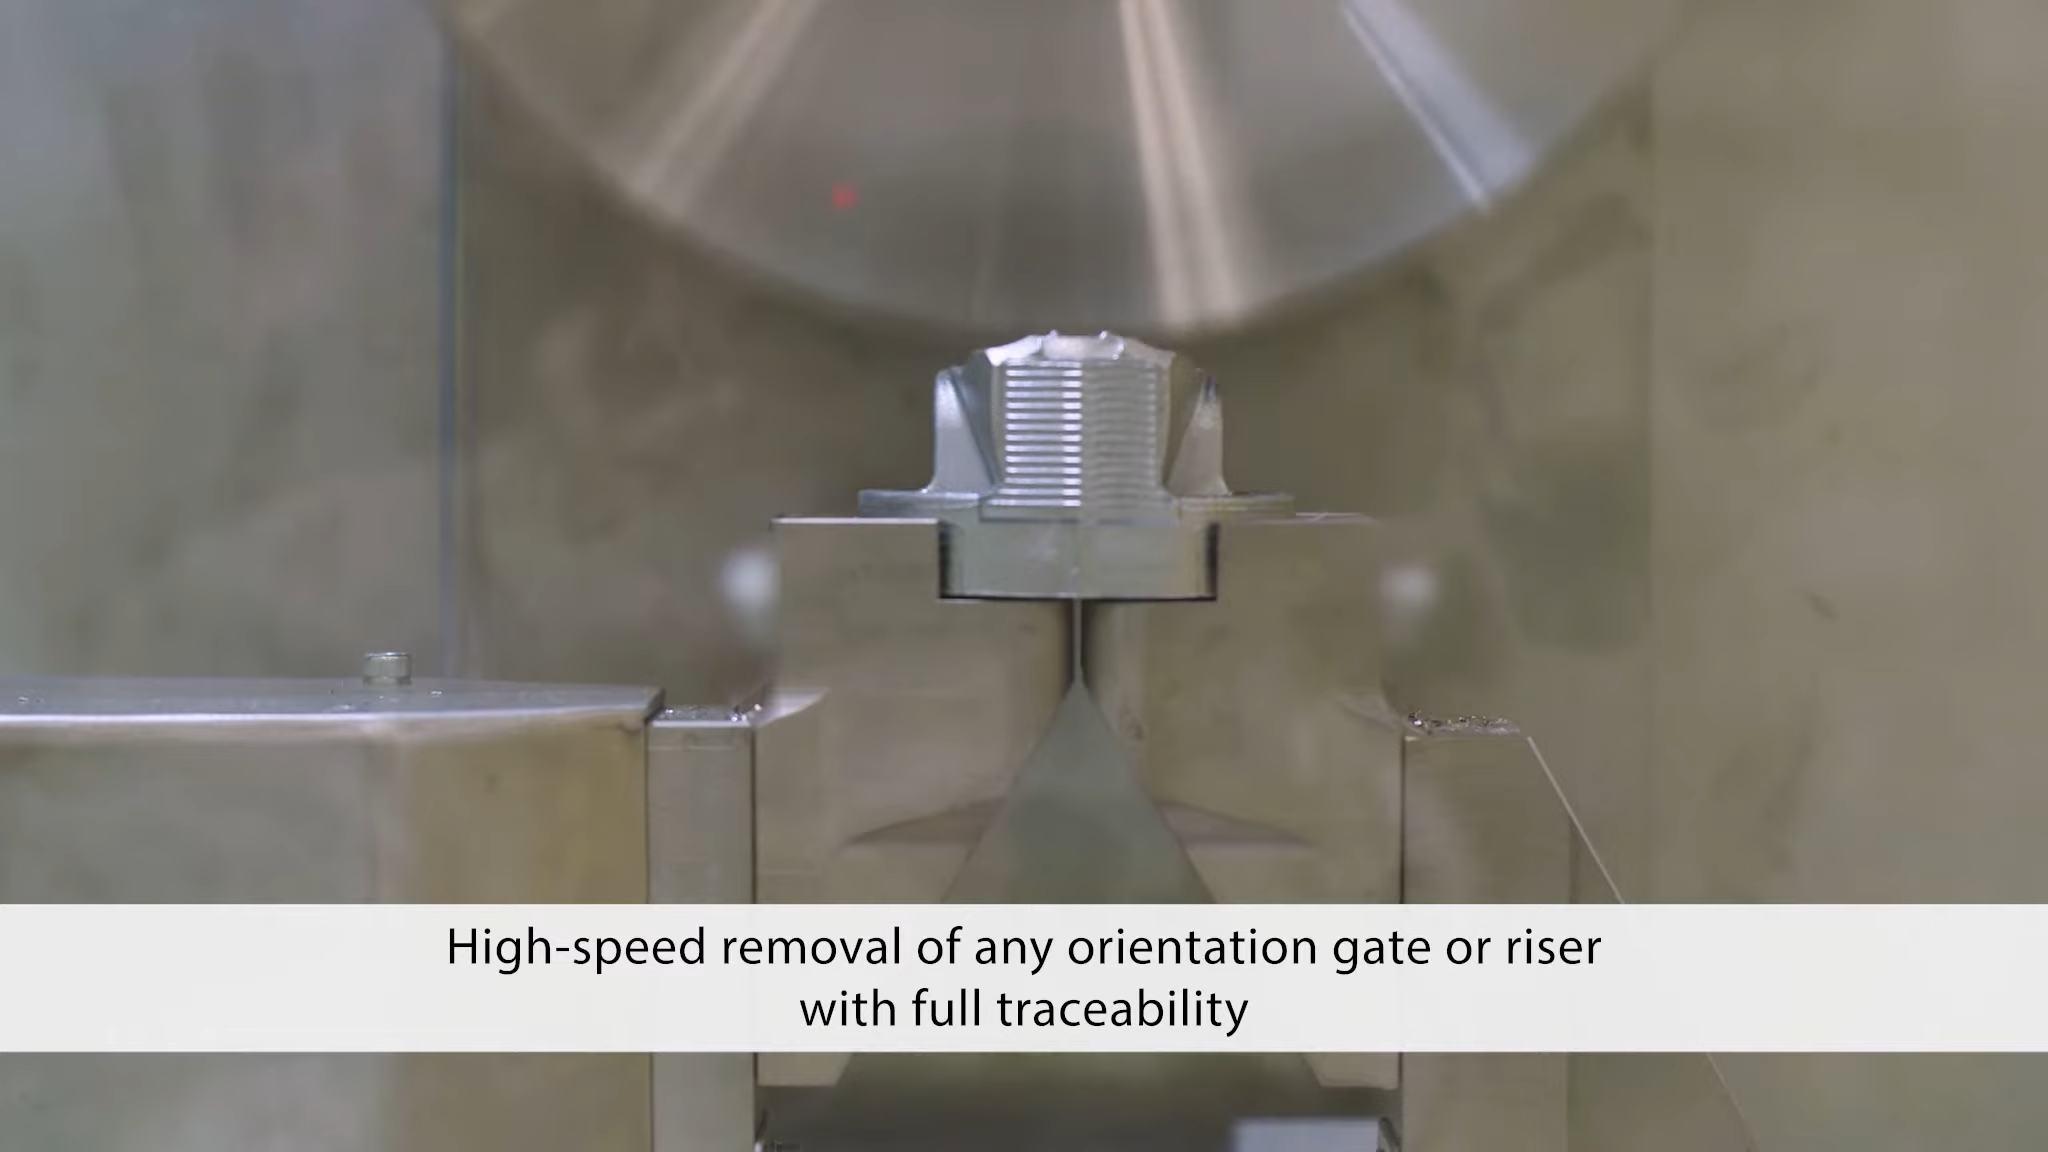 High-speed removal of any orientation gate or riser
with full traceability